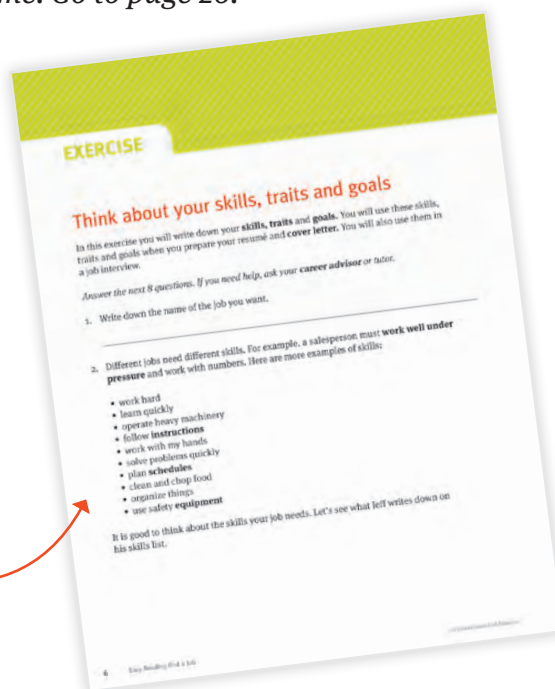 me. Go to page 20.
EXERCISE
Think about your skills, traits and goals
In this exercise you will write down your skills, traits and goals. You will use these skills,
traits and goals when you prepare your resumé and cover letter. You will also use them in
a job interview.
Answer the next 8 questions. If you need help, ask your career advisor or tutor.
1. Write down the name of the job you want.
2. Different jobs need different skills. For example, a salesperson must work well under
pressure and work with numbers. Here are more examples of skills:
• work hard
• learn quickly
• operate heavy machinery
• follow instructions
• work with my hands
• solve problems quickly
• plan schedules
• clean and chop food
• organize things
• use safety equipment
It is good to think about the skills your job needs. Let's see what Jeff writes down on
his skills list.
6 Easy Reading Find a Job